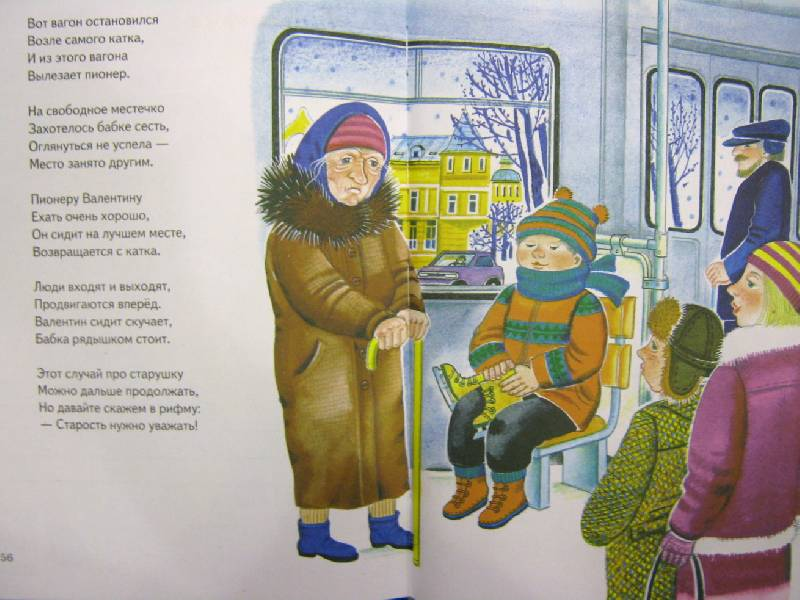 Вот вагон остановился
Возле самого катка,
И из этого вагона
Вылезает пионер.
На свободное местечко
Захотелось бабке сесть,
Оглянуться не успела —
Место занято другим.
Пионеру Валентину
Ехать очень хорошо,
Он сидит на лучшем месте,
Возвращается с катка.
Люди входят и выходят,
Продвигаются вперёд.
Валентин сидит скучает,
Бабка рядышком стоит.
Этот случай про старушку
Можно дальше продолжать,
Но давайте скажем в рифму:
— Старость нужно уважать!
56